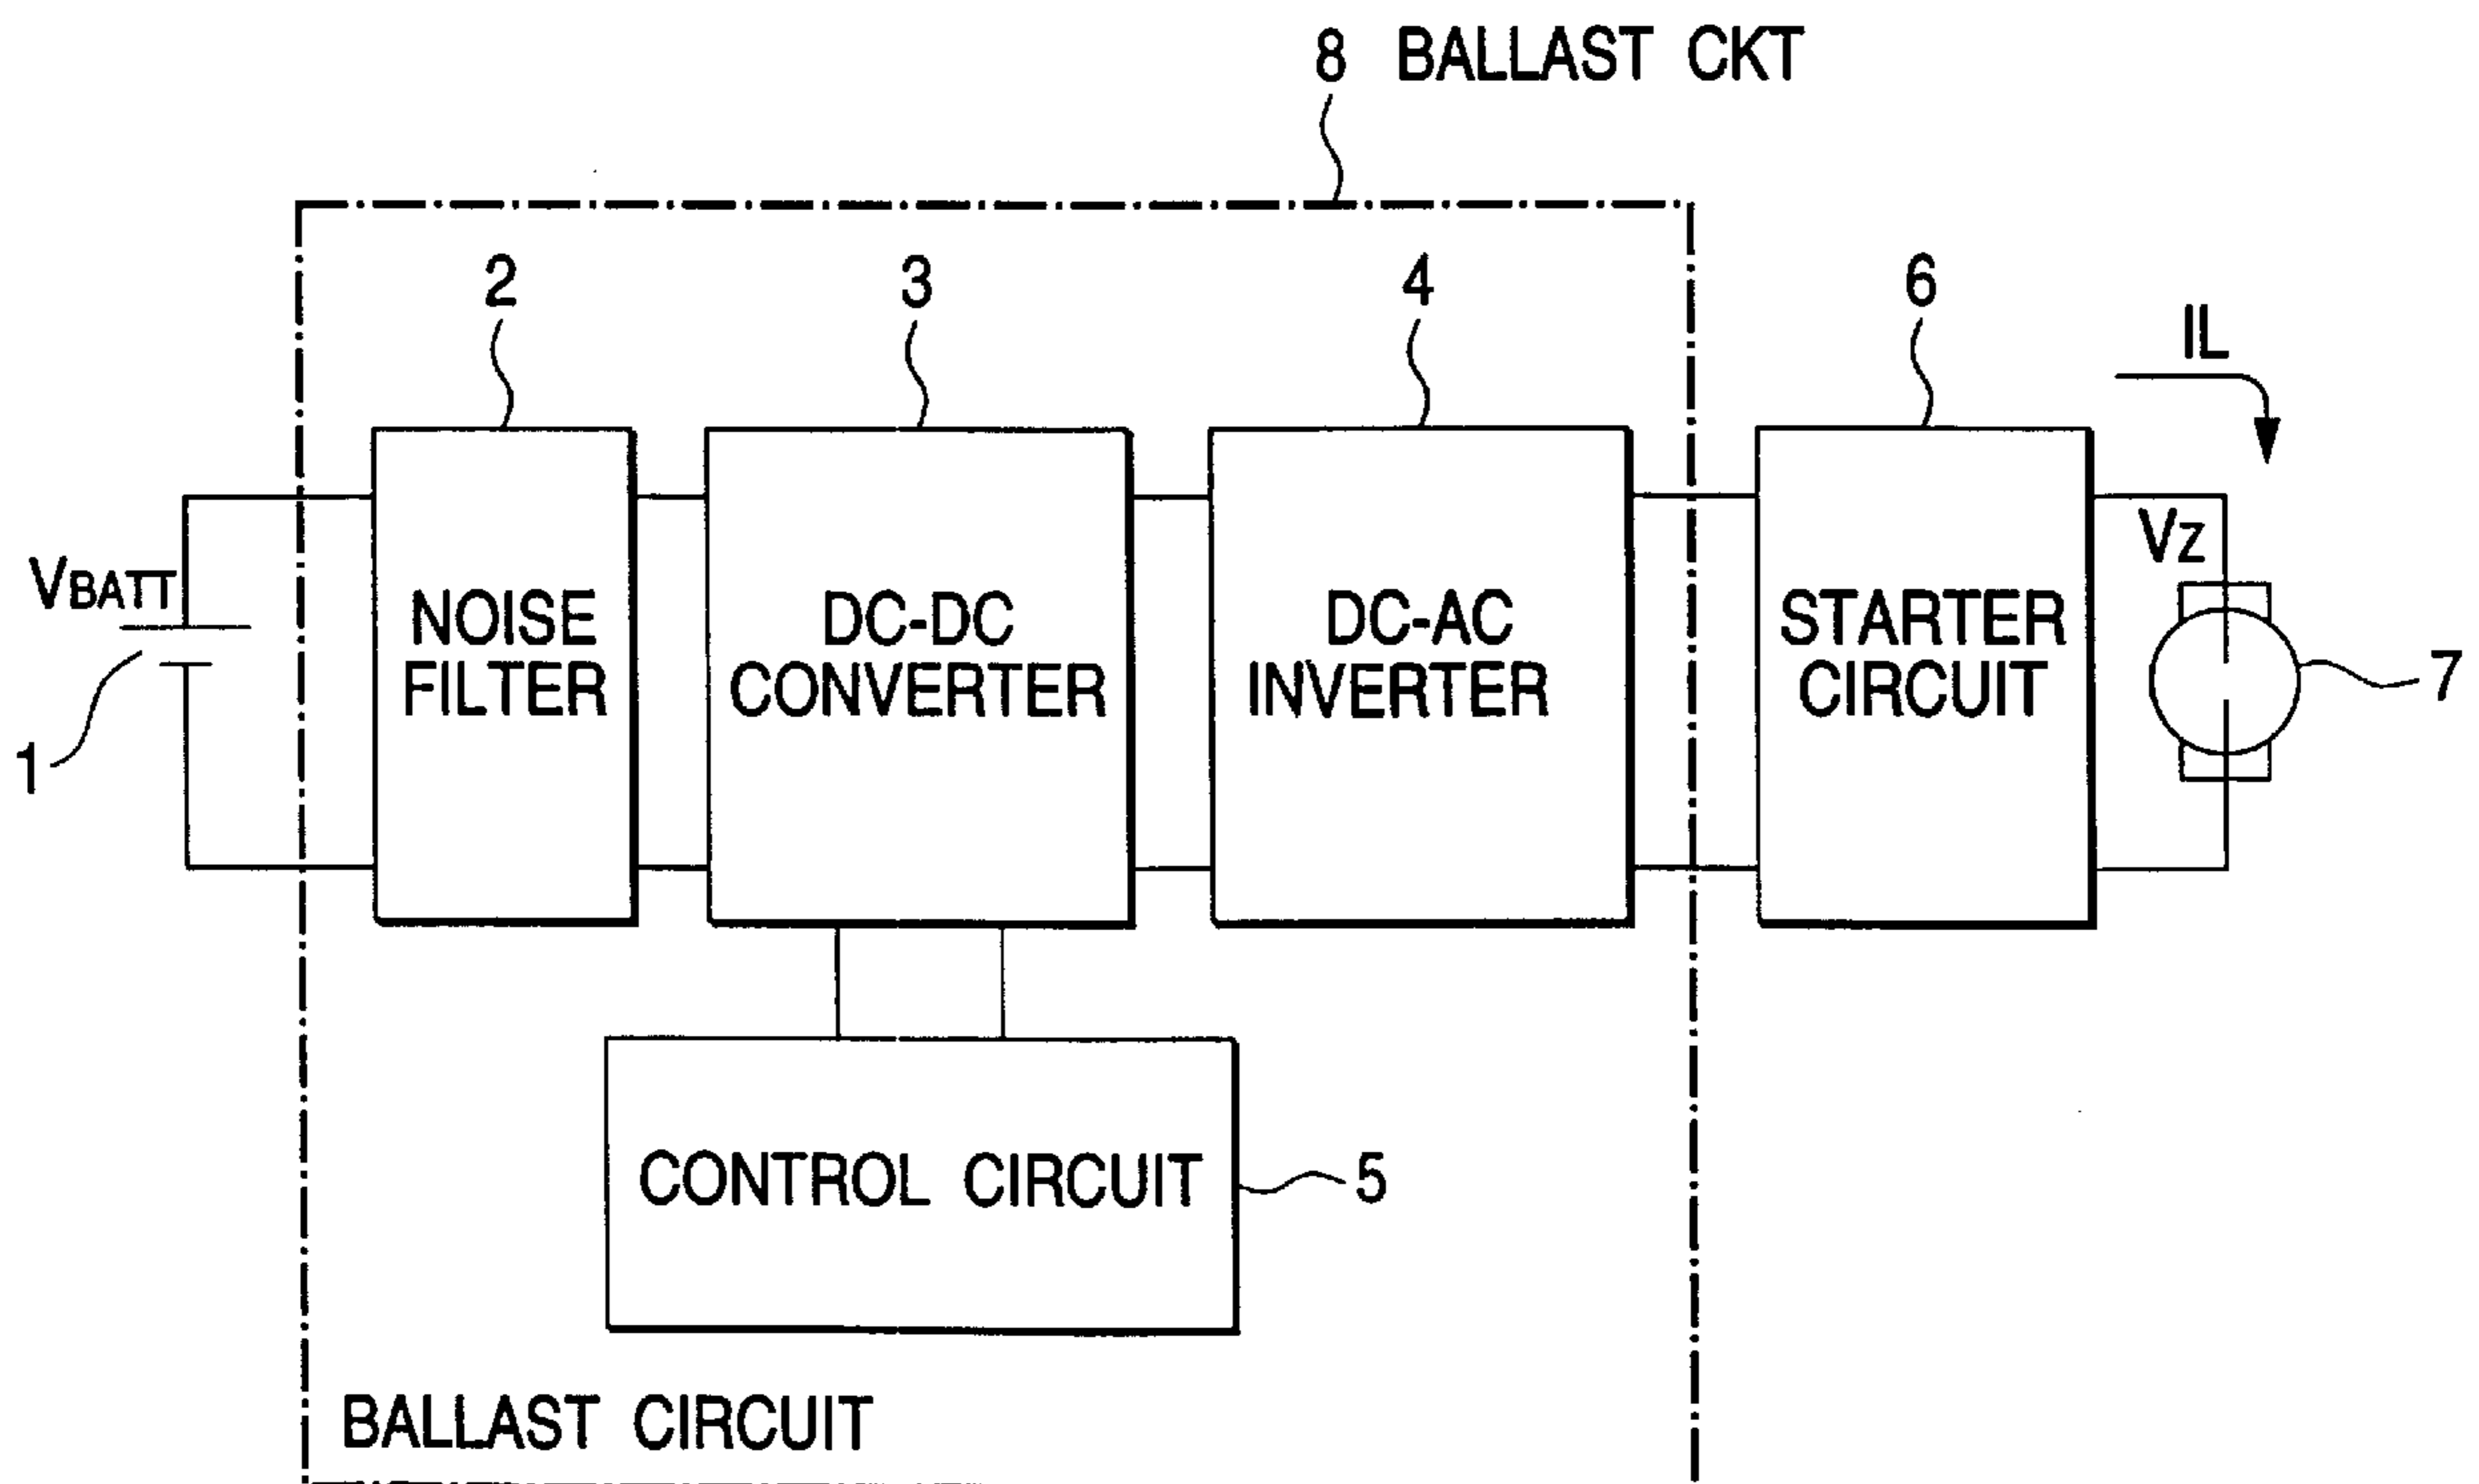 8 BALLAST CKT
2
3
4
6
IL
VBATT
1
NOISE
FILTER
DC-DC
CONVERTER
DC-AC
INVERTER
STARTER
CIRCUIT
VZ
7
CONTROL CIRCUIT
5
BALLAST CIRCUIT